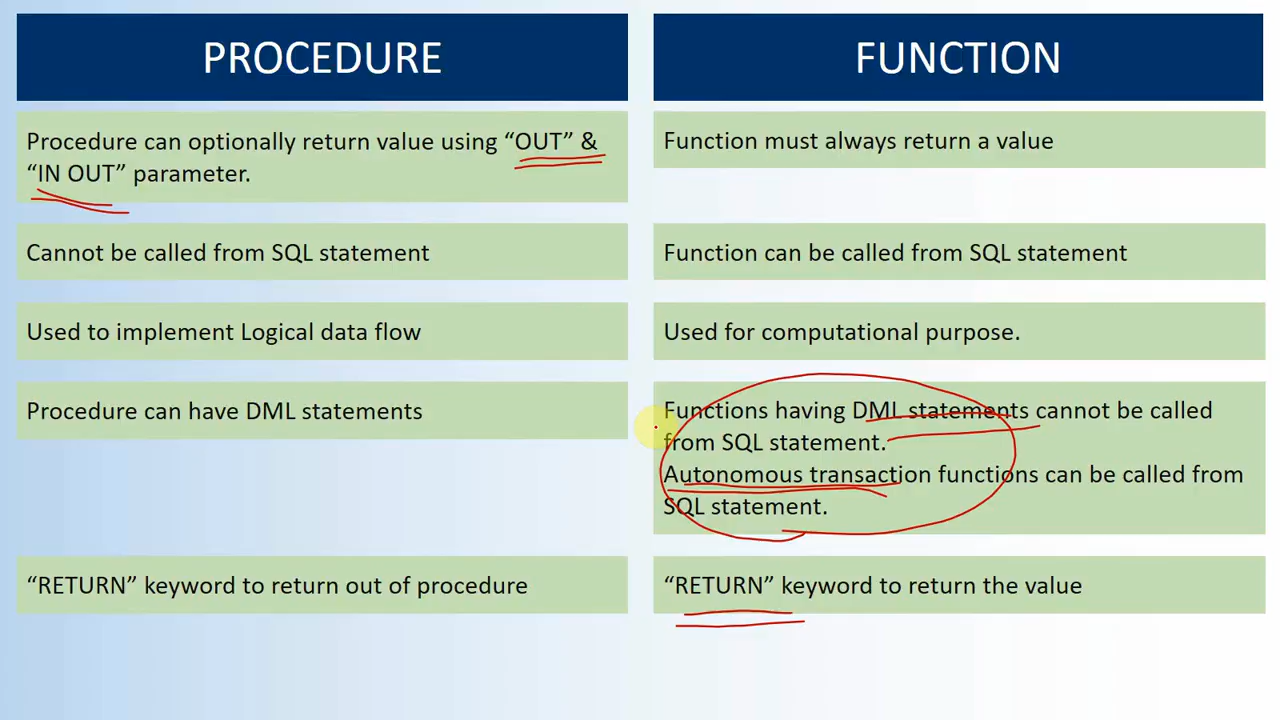 PROCEDURE
FUNCTION
Procedure can optionally return value using “OUT” &
“IN OUT” parameter.
Function must always return a value
Cannot be called from SQL statement
Function can be called from SQL statement
Used to implement Logical data flow
Used for computational purpose.
Procedure can have DML statements
Functions having DML statements cannot be called
from SQL statement.
Autonomous transaction functions can be called from
SQL statement.
“RETURN” keyword to return out of procedure
“RETURN” keyword to return the value